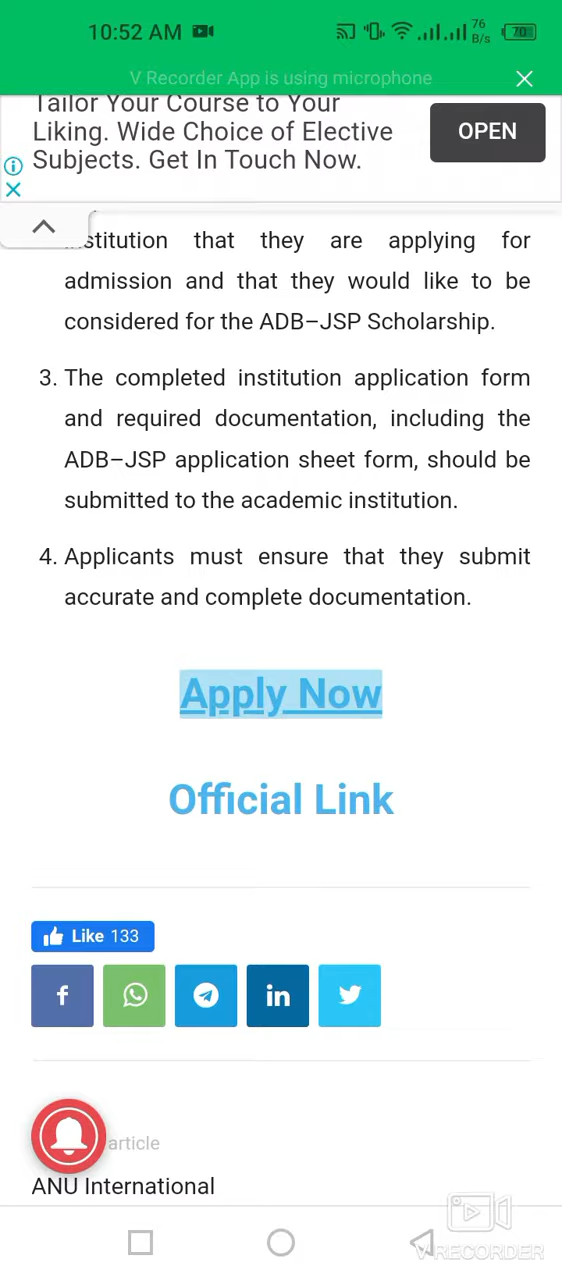 10:52 AM
76
B/s
70
V Recorder App is using microphone
Tailor Your Course to Your
Liking. Wide Choice of Elective
Subjects. Get In Touch Now.
OPEN
institution that they are applying for
admission and that they would like to be
considered for the ADB–JSP Scholarship.
3. The completed institution application form
and required documentation, including the
ADB–JSP application sheet form, should be
submitted to the academic institution.
4. Applicants must ensure that they submit
accurate and complete documentation.
Apply Now
Official Link
Like 133
article
ANU International
V RECORDER